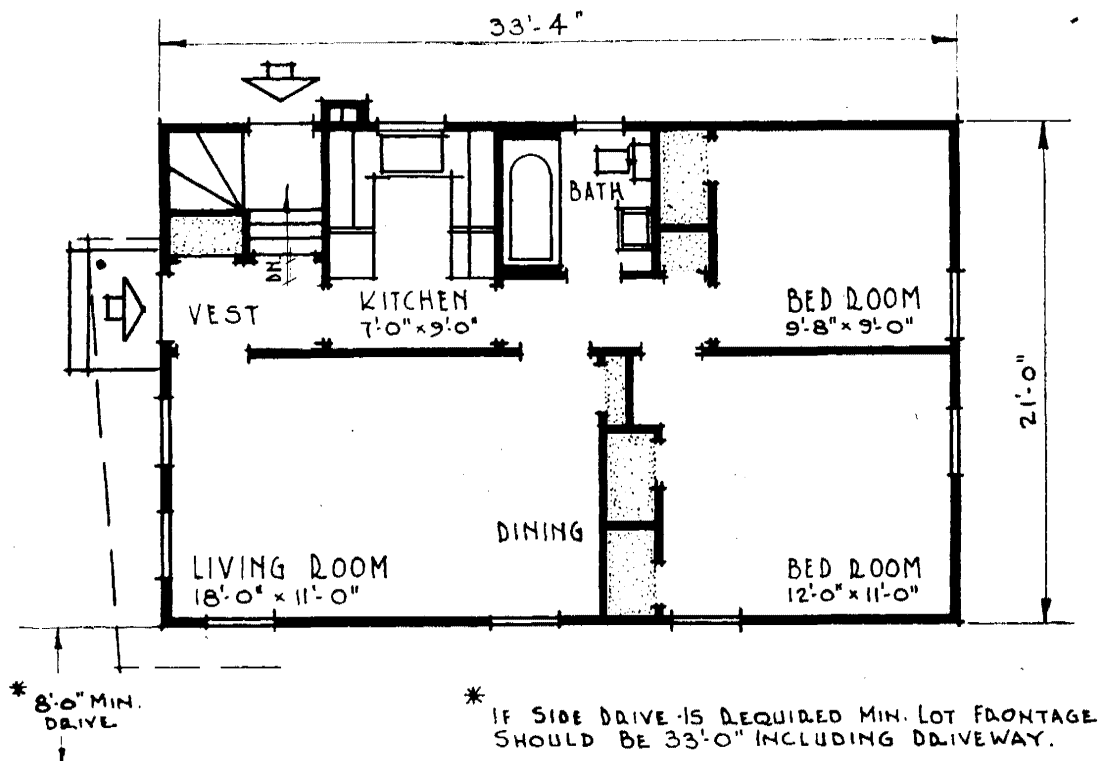 33'-4"
BATH
DN.
VEST
KITCHEN
7'-0" x 9'-0"
BED ROOM
9'-8" x 9'-0"
21'-0"
DINING
LIVING ROOM
18'-0" x 11'-0"
BED ROOM
12'-0" x 11'-0"
* 8'-0" MIN.
DRIVE
* IF SIDE DRIVE IS REQUIRED MIN. LOT FRONTAGE
SHOULD BE 33'-0" INCLUDING DRIVEWAY.